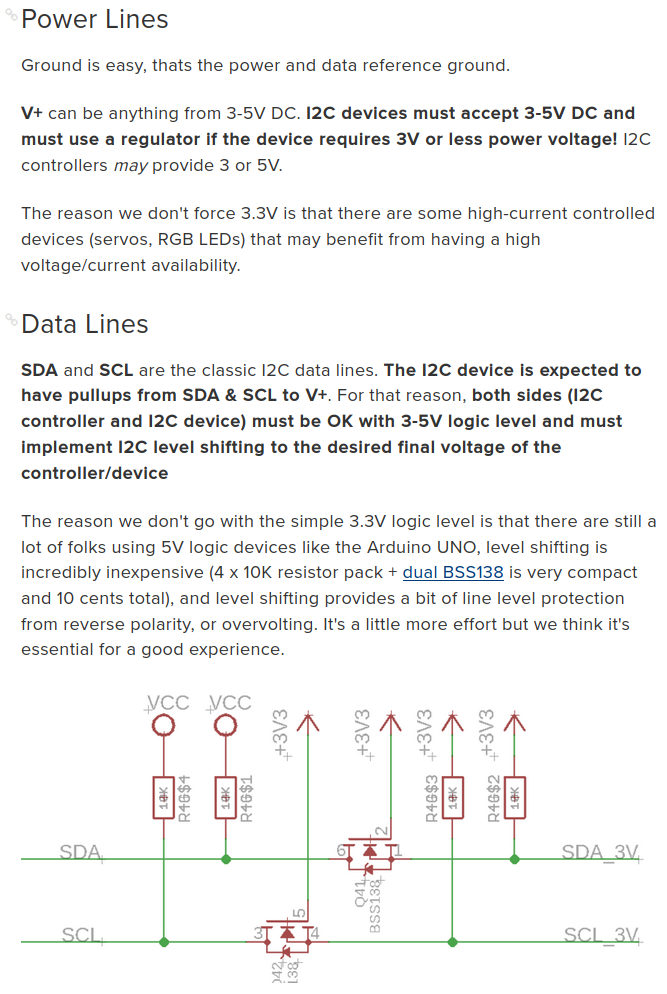 Power Lines
Ground is easy, thats the power and data reference ground.
V+ can be anything from 3-5V DC. I2C devices must accept 3-5V DC and
must use a regulator if the device requires 3V or less power voltage! I2C
controllers may provide 3 or 5V.
The reason we don't force 3.3V is that there are some high-current controlled
devices (servos, RGB LEDs) that may benefit from having a high
voltage/current availability.
Data Lines
SDA and SCL are the classic I2C data lines. The I2C device is expected to
have pullups from SDA & SCL to V+. For that reason, both sides (I2C
controller and I2C device) must be OK with 3-5V logic level and must
implement I2C level shifting to the desired final voltage of the
controller/device
The reason we don't go with the simple 3.3V logic level is that there are still a
lot of folks using 5V logic devices like the Arduino UNO, level shifting is
incredibly inexpensive (4 x 10K resistor pack + dual BSS138 is very compact
and 10 cents total), and level shifting provides a bit of line level protection
from reverse polarity, or overvolting. It's a little more effort but we think it's
essential for a good experience.
VCC VCC
+3V3 +3V3 +3V3 +3V3
10K R4G$4 10K R4G$1 R4G$3 10K R4G$2 10K
2
SDA 6 1 SDA_3V
Q41
BSS138
5
SCL 3 4 SCL_3V
Q42
138